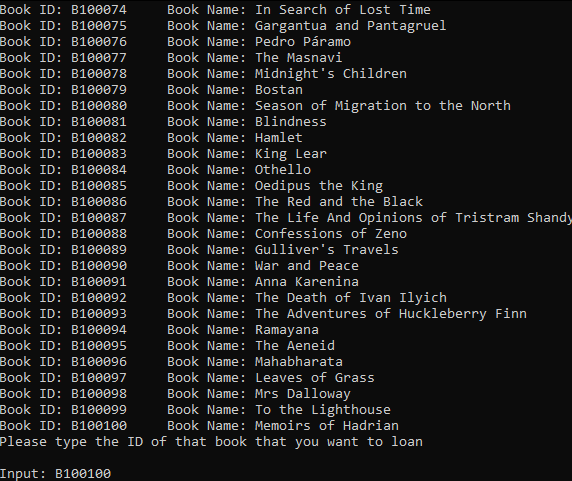 Book ID: B100074 Book Name: In Search of Lost Time
Book ID: B100075 Book Name: Gargantua and Pantagruel
Book ID: B100076 Book Name: Pedro Páramo
Book ID: B100077 Book Name: The Masnavi
Book ID: B100078 Book Name: Midnight's Children
Book ID: B100079 Book Name: Bostan
Book ID: B100080 Book Name: Season of Migration to the North
Book ID: B100081 Book Name: Blindness
Book ID: B100082 Book Name: Hamlet
Book ID: B100083 Book Name: King Lear
Book ID: B100084 Book Name: Othello
Book ID: B100085 Book Name: Oedipus the King
Book ID: B100086 Book Name: The Red and the Black
Book ID: B100087 Book Name: The Life And Opinions of Tristram Shandy
Book ID: B100088 Book Name: Confessions of Zeno
Book ID: B100089 Book Name: Gulliver's Travels
Book ID: B100090 Book Name: War and Peace
Book ID: B100091 Book Name: Anna Karenina
Book ID: B100092 Book Name: The Death of Ivan Ilyich
Book ID: B100093 Book Name: The Adventures of Huckleberry Finn
Book ID: B100094 Book Name: Ramayana
Book ID: B100095 Book Name: The Aeneid
Book ID: B100096 Book Name: Mahabharata
Book ID: B100097 Book Name: Leaves of Grass
Book ID: B100098 Book Name: Mrs Dalloway
Book ID: B100099 Book Name: To the Lighthouse
Book ID: B100100 Book Name: Memoirs of Hadrian
Please type the ID of that book that you want to loan
Input: B100100